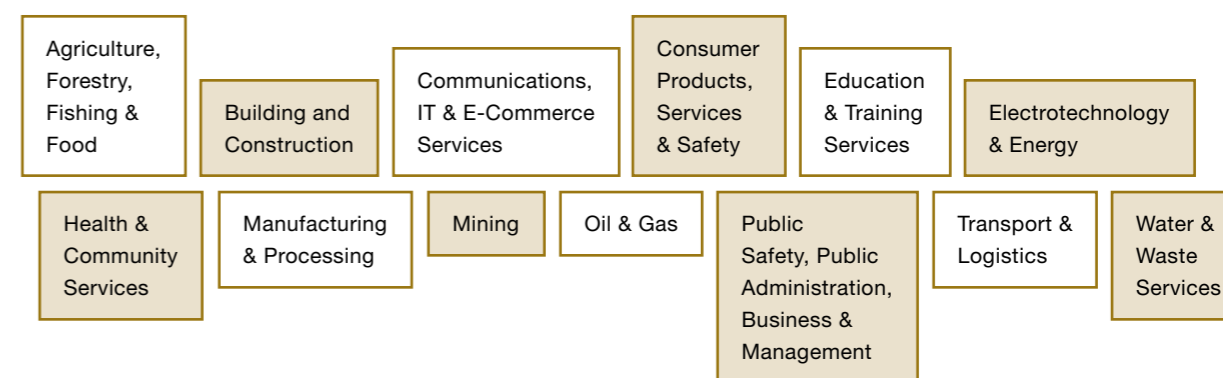 Agriculture,
Forestry,
Fishing &
Food
Building and
Construction
Communications,
IT & E-Commerce
Services
Consumer
Products,
Services
& Safety
Education
& Training
Services
Electrotechnology
& Energy
Health &
Community
Services
Manufacturing
& Processing
Mining
Oil & Gas
Public
Safety, Public
Administration,
Business &
Management
Transport &
Logistics
Water &
Waste
Services